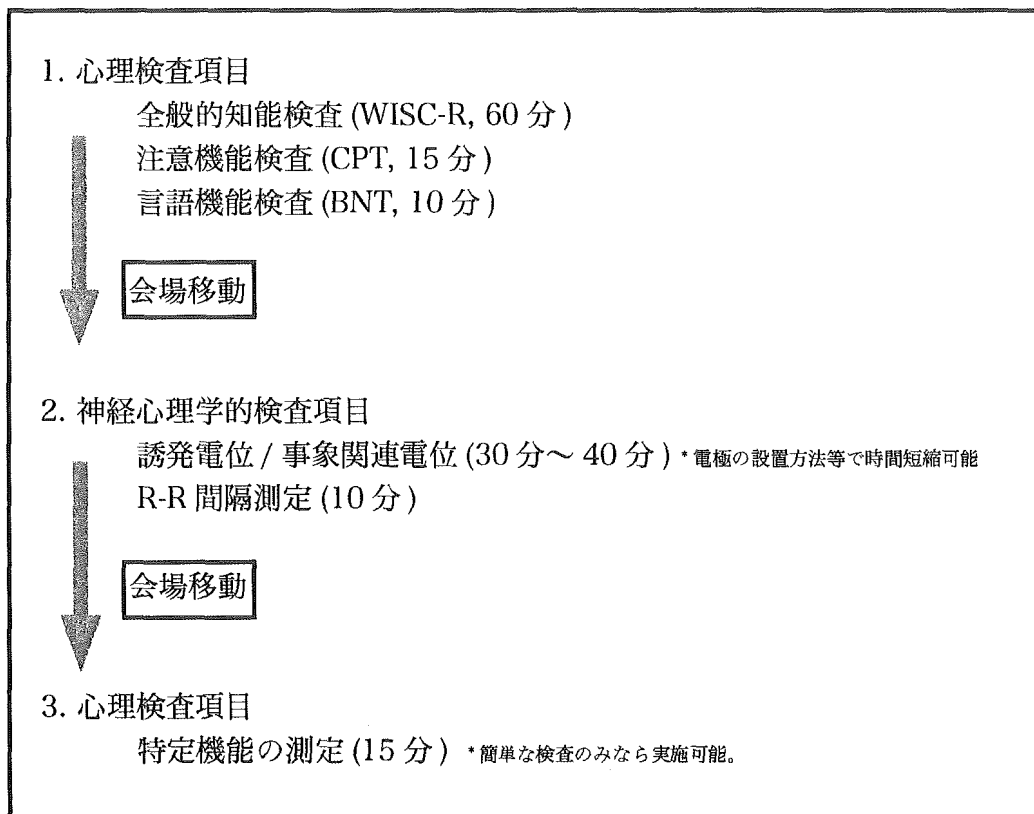 1. 心理検査項目
全般的知能検査 (WISC-R, 60 分 )
注意機能検査 (CPT, 15 分 )
言語機能検査 (BNT, 10 分 )
会場移動
2. 神経心理学的検査項目
誘発電位 / 事象関連電位 (30 分～ 40 分 ) * 電極の設置方法等で時間短縮可能
R-R 間隔測定 (10 分 )
会場移動
3. 心理検査項目
特定機能の測定 (15 分 ) * 簡単な検査のみなら実施可能。